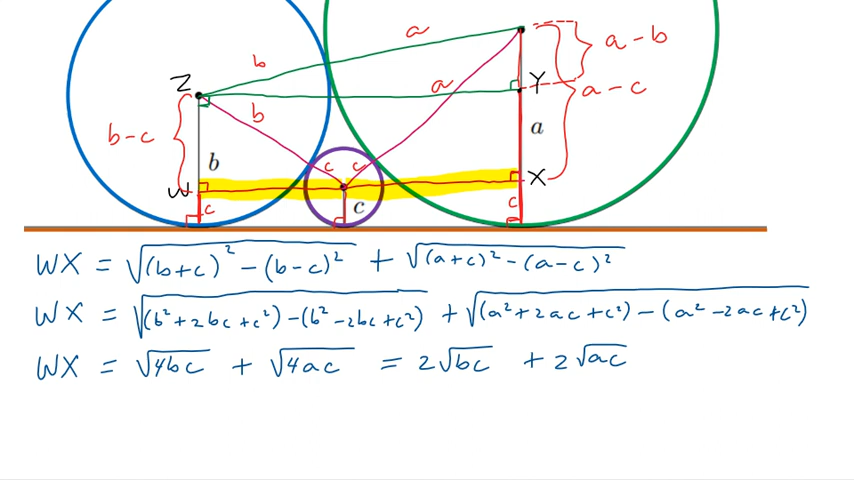 a
a - b
b
Z
a
Y
a - c
b
b - c
a
b
c c
W
X
c
c
c
WX = √(b+c)² - (b-c)² + √(a+c)² - (a-c)²
WX = √(b² + 2bc + c²) - (b² - 2bc + c²) + √(a² + 2ac + c²) - (a² - 2ac + c²)
WX = √4bc + √4ac = 2√bc + 2√ac